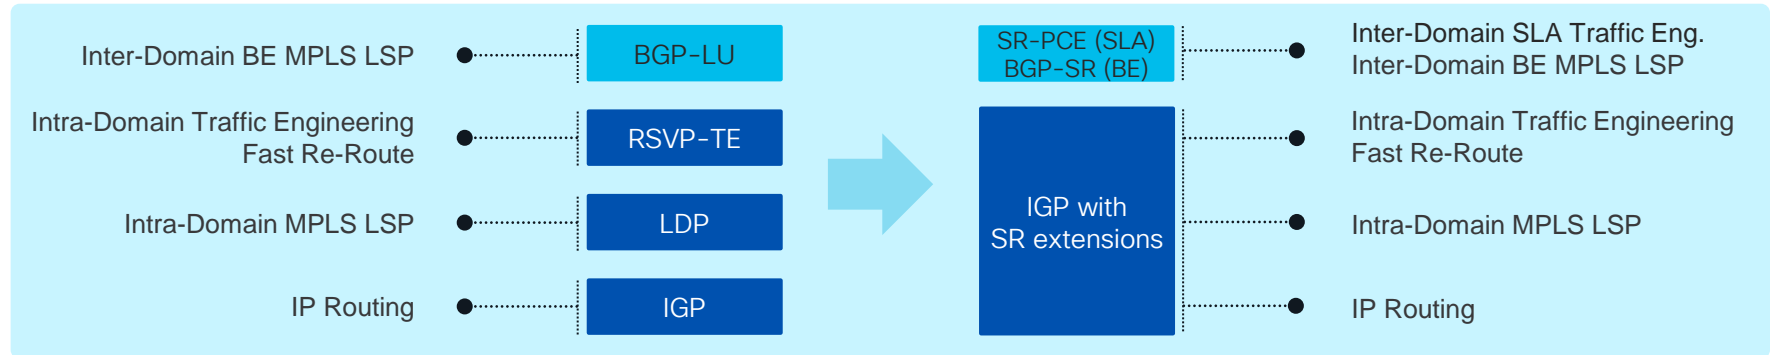 Inter-Domain BE MPLS LSP
BGP-LU
SR-PCE (SLA)
BGP-SR (BE)
Inter-Domain SLA Traffic Eng.
Inter-Domain BE MPLS LSP
Intra-Domain Traffic Engineering
Fast Re-Route
RSVP-TE
Intra-Domain Traffic Engineering
Fast Re-Route
Intra-Domain MPLS LSP
LDP
IGP with
SR extensions
Intra-Domain MPLS LSP
IP Routing
IGP
IP Routing